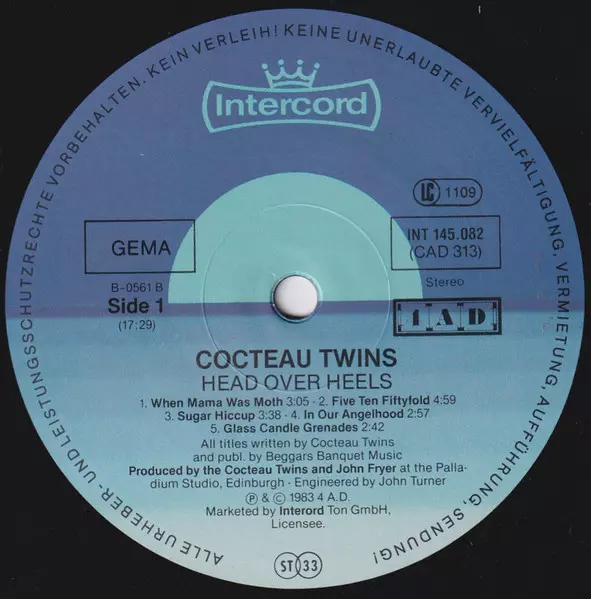 ALLE URHEBER- UND LEISTUNGSSCHUTZRECHTE VORBEHALTEN. KEIN VERLEIH! KEINE UNERLAUBTE VERVIELFÄLTIGUNG, VERMIETUNG, AUFFÜHRUNG, SENDUNG!
Intercord
LC 1109
GEMA
INT 145.082
(CAD 313)
B-0561 B
Side 1
(17:29)
Stereo
4 A D
COCTEAU TWINS
HEAD OVER HEELS
1. When Mama Was Moth 3:05 · 2. Five Ten Fiftyfold 4:59
3. Sugar Hiccup 3:38 · 4. In Our Angelhood 2:57
5. Glass Candle Grenades 2:42
All titles written by Cocteau Twins
and publ. by Beggars Banquet Music
Produced by the Cocteau Twins and John Fryer at the Palla-
dium Studio, Edinburgh · Engineered by John Turner
Ⓟ & © 1983 4 A.D.
Marketed by Interord Ton GmbH,
Licensee.
ST 33